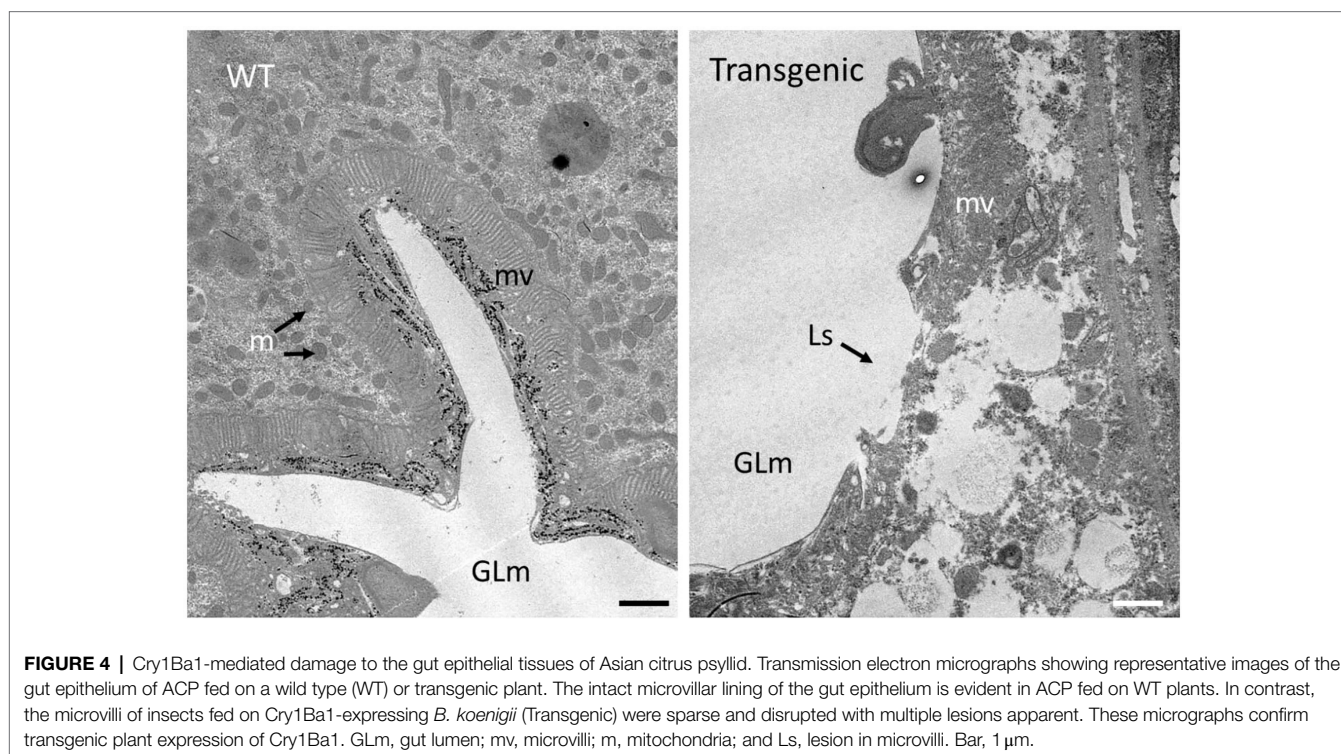 WT
mv
m
GLm
Transgenic
mv
Ls
GLm
FIGURE 4 | Cry1Ba1-mediated damage to the gut epithelial tissues of Asian citrus psyllid. Transmission electron micrographs showing representative images of the
gut epithelium of ACP fed on a wild type (WT) or transgenic plant. The intact microvillar lining of the gut epithelium is evident in ACP fed on WT plants. In contrast,
the microvilli of insects fed on Cry1Ba1-expressing B. koenigii (Transgenic) were sparse and disrupted with multiple lesions apparent. These micrographs confirm
transgenic plant expression of Cry1Ba1. GLm, gut lumen; mv, microvilli; m, mitochondria; and Ls, lesion in microvilli. Bar, 1 μm.